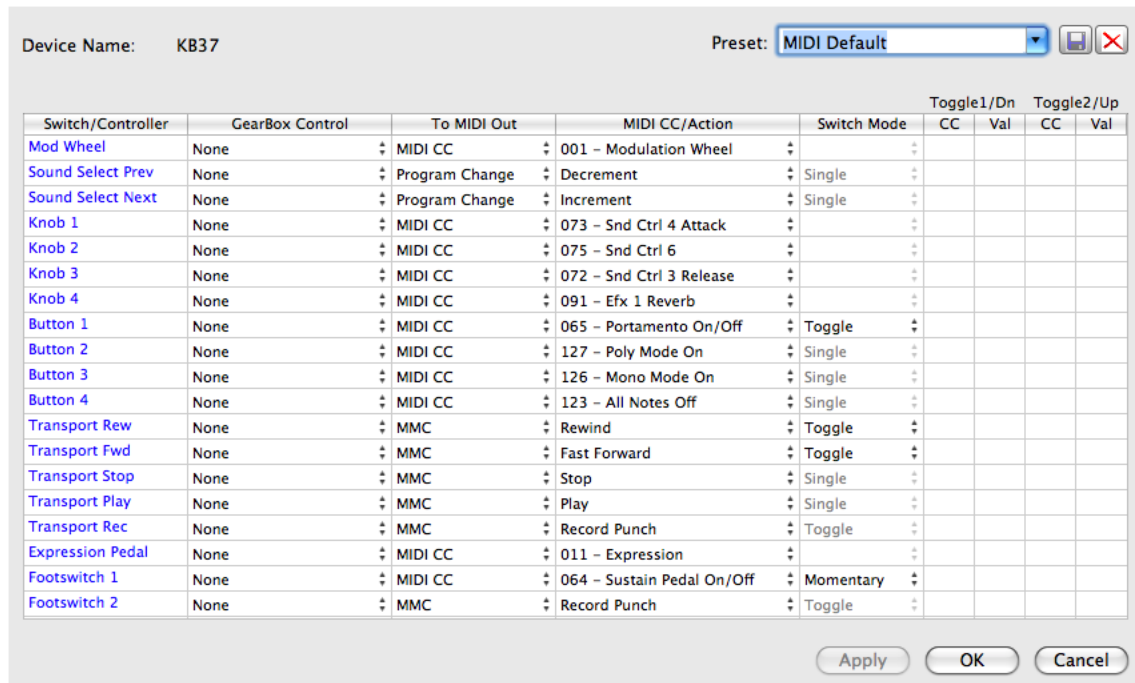 Device Name: KB37 Preset: MIDI Default
Toggle1/Dn Toggle2/Up
Switch/Controller GearBox Control To MIDI Out MIDI CC/Action Switch Mode CC Val CC Val
Mod Wheel None MIDI CC 001 – Modulation Wheel
Sound Select Prev None Program Change Decrement Single
Sound Select Next None Program Change Increment Single
Knob 1 None MIDI CC 073 – Snd Ctrl 4 Attack
Knob 2 None MIDI CC 075 – Snd Ctrl 6
Knob 3 None MIDI CC 072 – Snd Ctrl 3 Release
Knob 4 None MIDI CC 091 – Efx 1 Reverb
Button 1 None MIDI CC 065 – Portamento On/Off Toggle
Button 2 None MIDI CC 127 – Poly Mode On Single
Button 3 None MIDI CC 126 – Mono Mode On Single
Button 4 None MIDI CC 123 – All Notes Off Single
Transport Rew None MMC Rewind Toggle
Transport Fwd None MMC Fast Forward Toggle
Transport Stop None MMC Stop Single
Transport Play None MMC Play Single
Transport Rec None MMC Record Punch Toggle
Expression Pedal None MIDI CC 011 – Expression
Footswitch 1 None MIDI CC 064 – Sustain Pedal On/Off Momentary
Footswitch 2 None MMC Record Punch Toggle
Apply OK Cancel